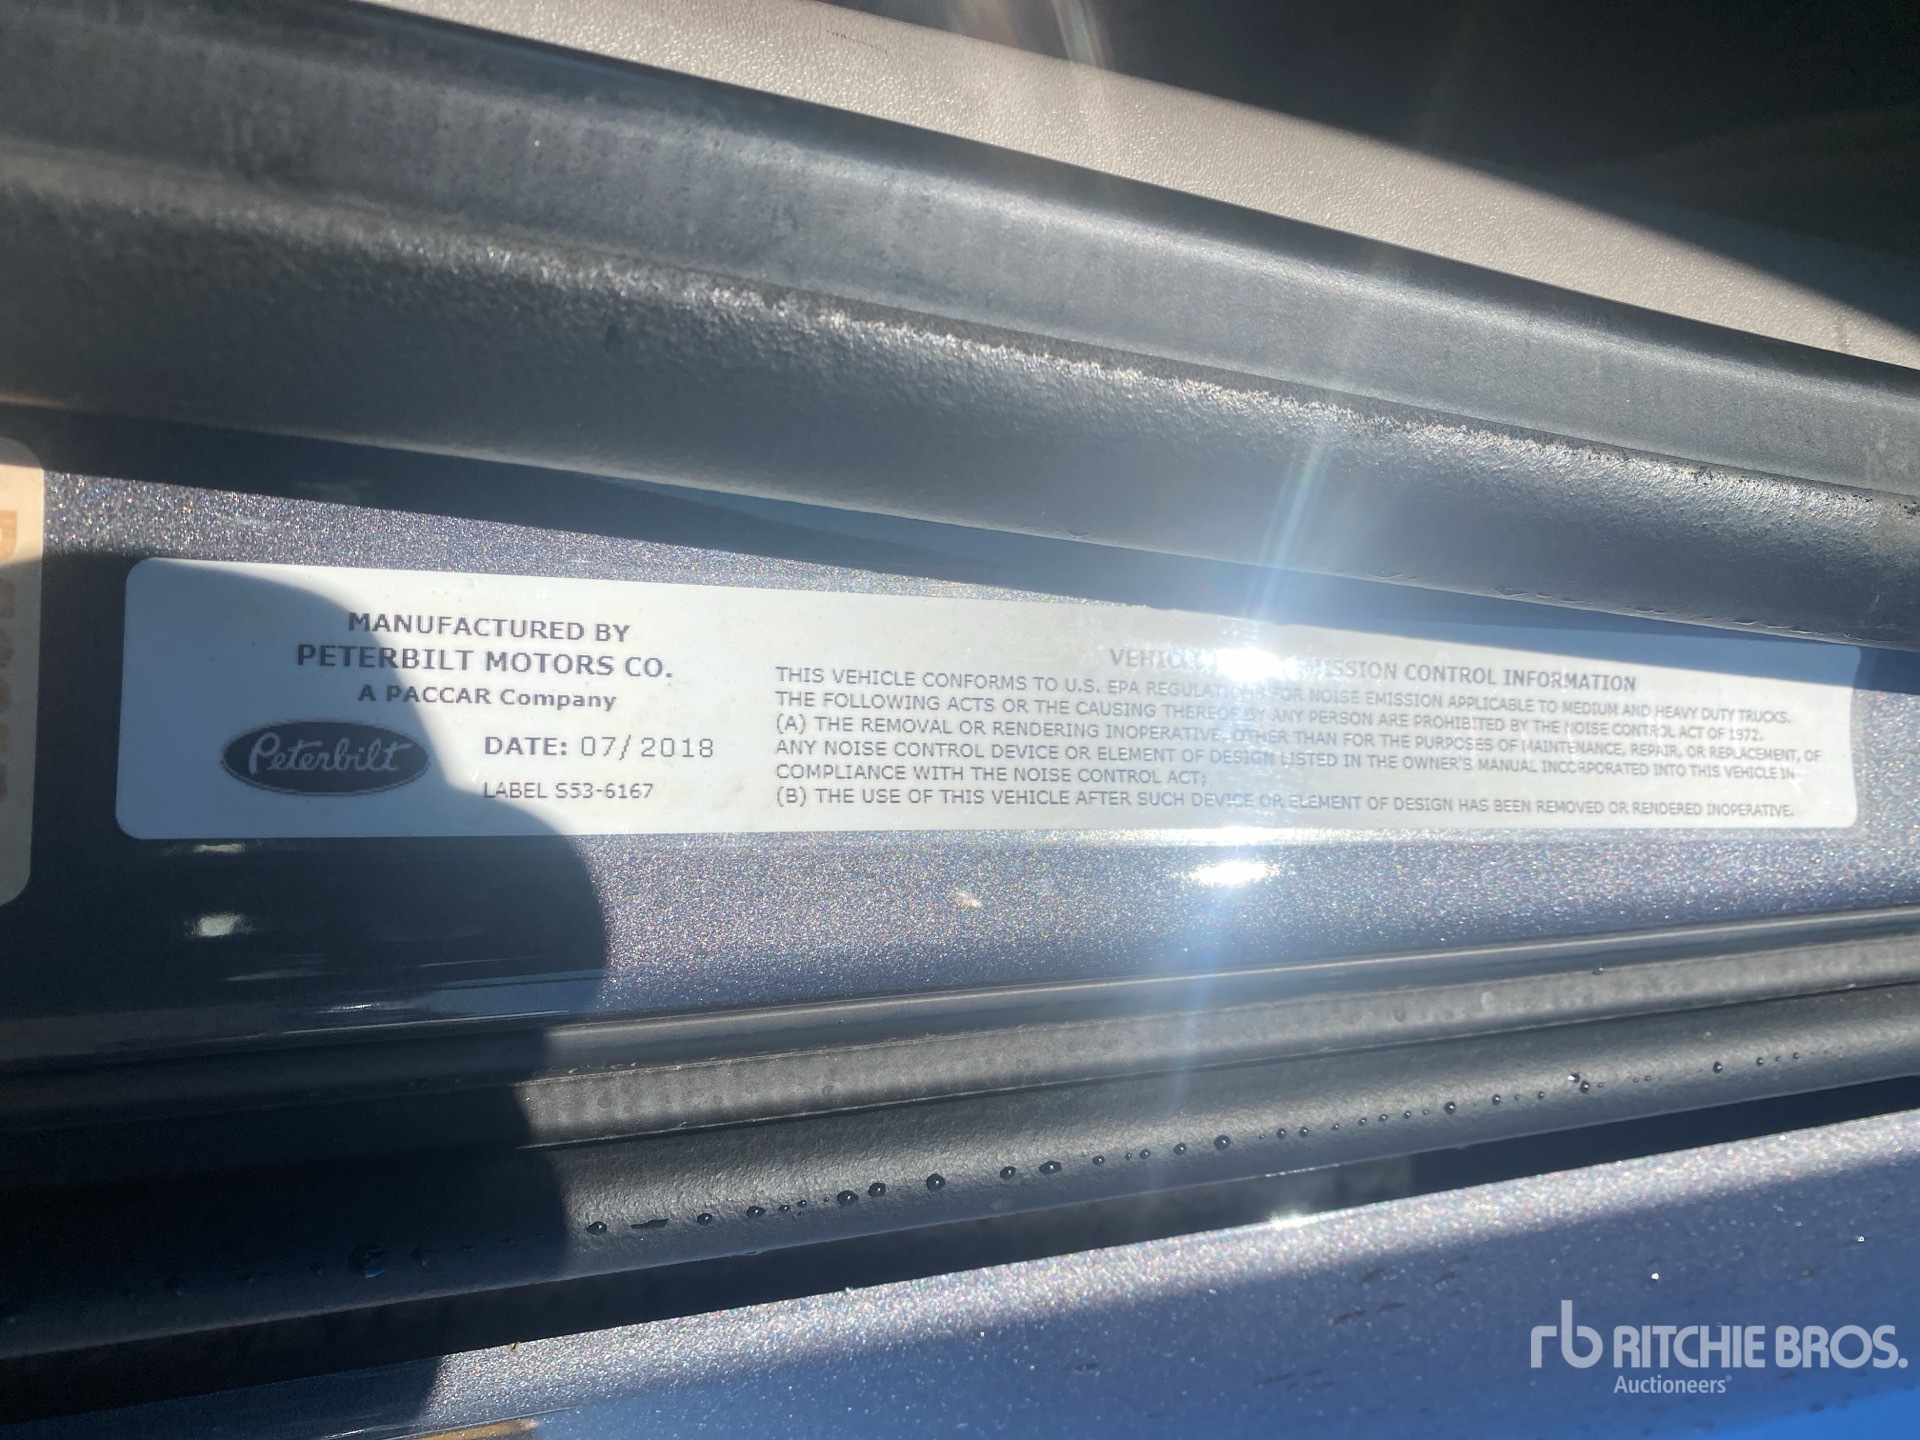 MANUFACTURED BY
PETERBILT MOTORS CO.
A PACCAR Company
Peterbilt
DATE: 07/2018
LABEL S53-6167
EMISSION CONTROL INFORMATION
THIS VEHICLE CONFORMS TO U.S. EPA REGULATIONS FOR NOISE EMISSION APPLICABLE TO MEDIUM AND HEAVY DUTY TRUCKS.
THE FOLLOWING ACTS OR THE CAUSING THEREOF BY ANY PERSON ARE PROHIBITED BY THE NOISE CONTROL ACT OF 1972.
(A) THE REMOVAL OR RENDERING INOPERATIVE, OTHER THAN FOR THE PURPOSES OF MAINTENANCE, REPAIR, OR REPLACEMENT, OF
ANY NOISE CONTROL DEVICE OR ELEMENT OF DESIGN LISTED IN THE OWNER'S MANUAL INCORPORATED INTO THIS VEHICLE IN
COMPLIANCE WITH THE NOISE CONTROL ACT;
(B) THE USE OF THIS VEHICLE AFTER SUCH DEVICE OR ELEMENT OF DESIGN HAS BEEN REMOVED OR RENDERED INOPERATIVE.
rb RITCHIE BROS.
Auctioneers